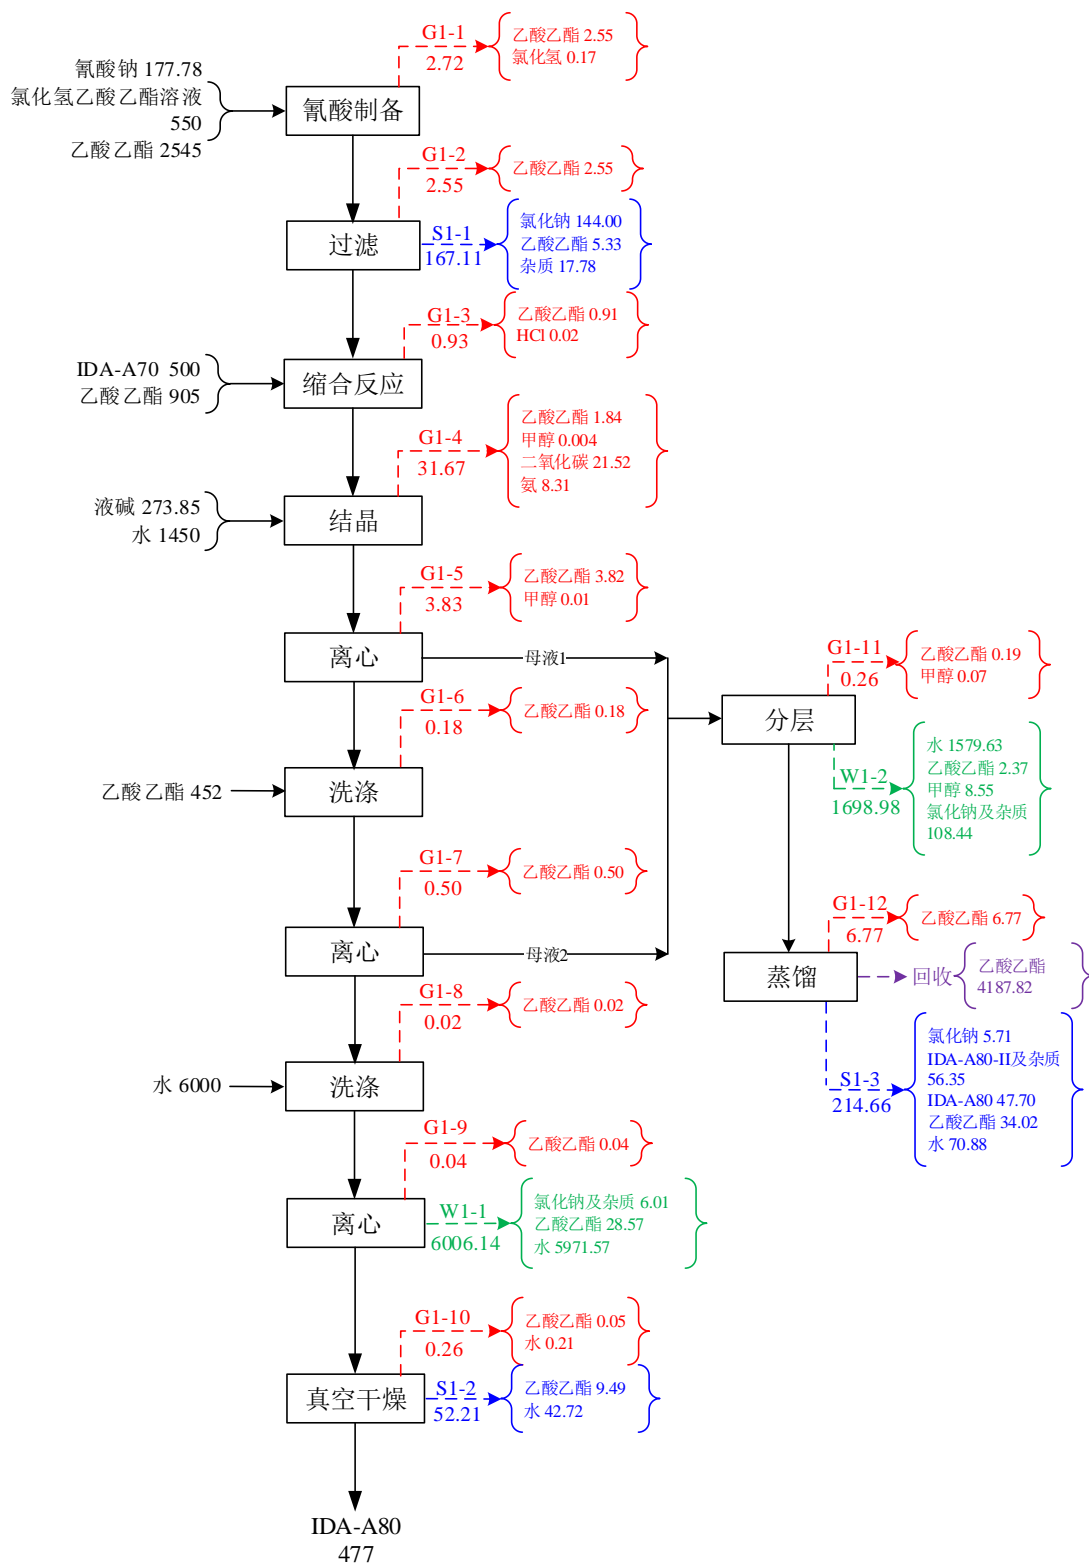 G1-1
2.72
乙酸乙酯 2.55
氯化氢 0.17
氰酸钠 177.78
氯化氢乙酸乙酯溶液
550
乙酸乙酯 2545
氰酸制备
G1-2
2.55
乙酸乙酯 2.55
过滤
S1-1
167.11
氯化钠 144.00
乙酸乙酯 5.33
杂质 17.78
G1-3
0.93
乙酸乙酯 0.91
HCl 0.02
IDA-A70 500
乙酸乙酯 905
缩合反应
G1-4
31.67
乙酸乙酯 1.84
甲醇 0.004
二氧化碳 21.52
氨 8.31
液碱 273.85
水 1450
结晶
G1-5
3.83
乙酸乙酯 3.82
甲醇 0.01
离心
母液1
G1-6
0.18
乙酸乙酯 0.18
乙酸乙酯 452
洗涤
G1-7
0.50
乙酸乙酯 0.50
离心
母液2
G1-8
0.02
乙酸乙酯 0.02
水 6000
洗涤
G1-9
0.04
乙酸乙酯 0.04
离心
W1-1
6006.14
氯化钠及杂质 6.01
乙酸乙酯 28.57
水 5971.57
G1-10
0.26
乙酸乙酯 0.05
水 0.21
真空干燥
S1-2
52.21
乙酸乙酯 9.49
水 42.72
IDA-A80
477
G1-11
0.26
乙酸乙酯 0.19
甲醇 0.07
分层
W1-2
1698.98
水 1579.63
乙酸乙酯 2.37
甲醇 8.55
氯化钠及杂质
108.44
G1-12
6.77
乙酸乙酯 6.77
蒸馏
回收
乙酸乙酯
4187.82
S1-3
214.66
氯化钠 5.71
IDA-A80-II及杂质
56.35
IDA-A80 47.70
乙酸乙酯 34.02
水 70.88